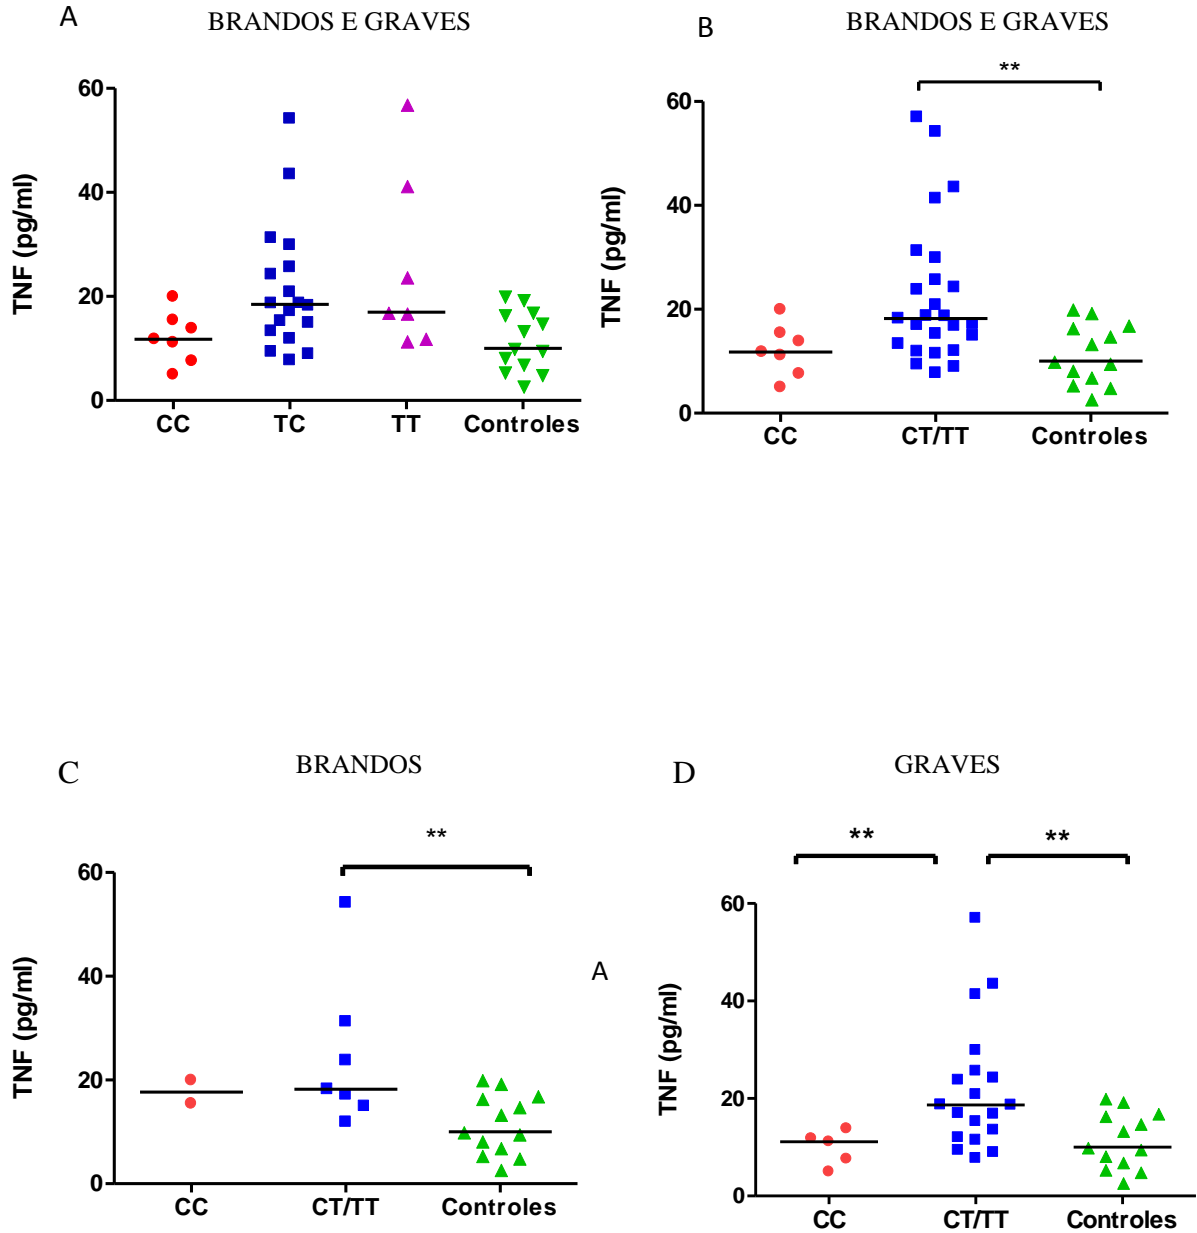 A
BRANDOS E GRAVES
TNF (pg/ml)
60
40
20
0
CC TC TT Controles
B
BRANDOS E GRAVES
**
TNF (pg/ml)
60
40
20
0
CC CT/TT Controles
C
BRANDOS
**
TNF (pg/ml)
60
40
20
0
CC CT/TT Controles
A
D
GRAVES
** **
TNF (pg/ml)
60
40
20
0
CC CT/TT Controles